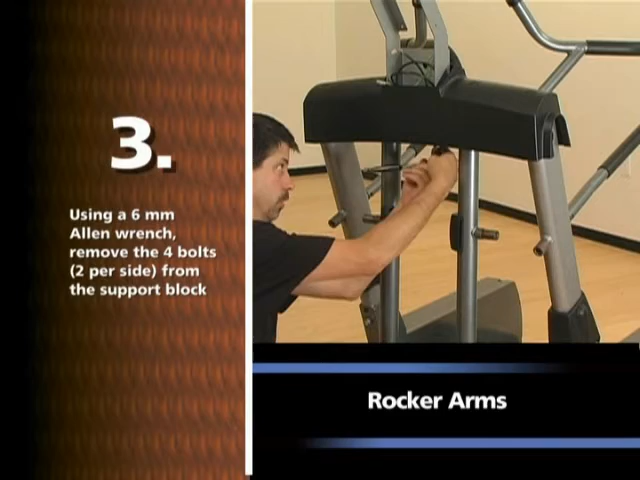 3.
Using a 6 mm
Allen wrench,
remove the 4 bolts
(2 per side) from
the support block
Rocker Arms